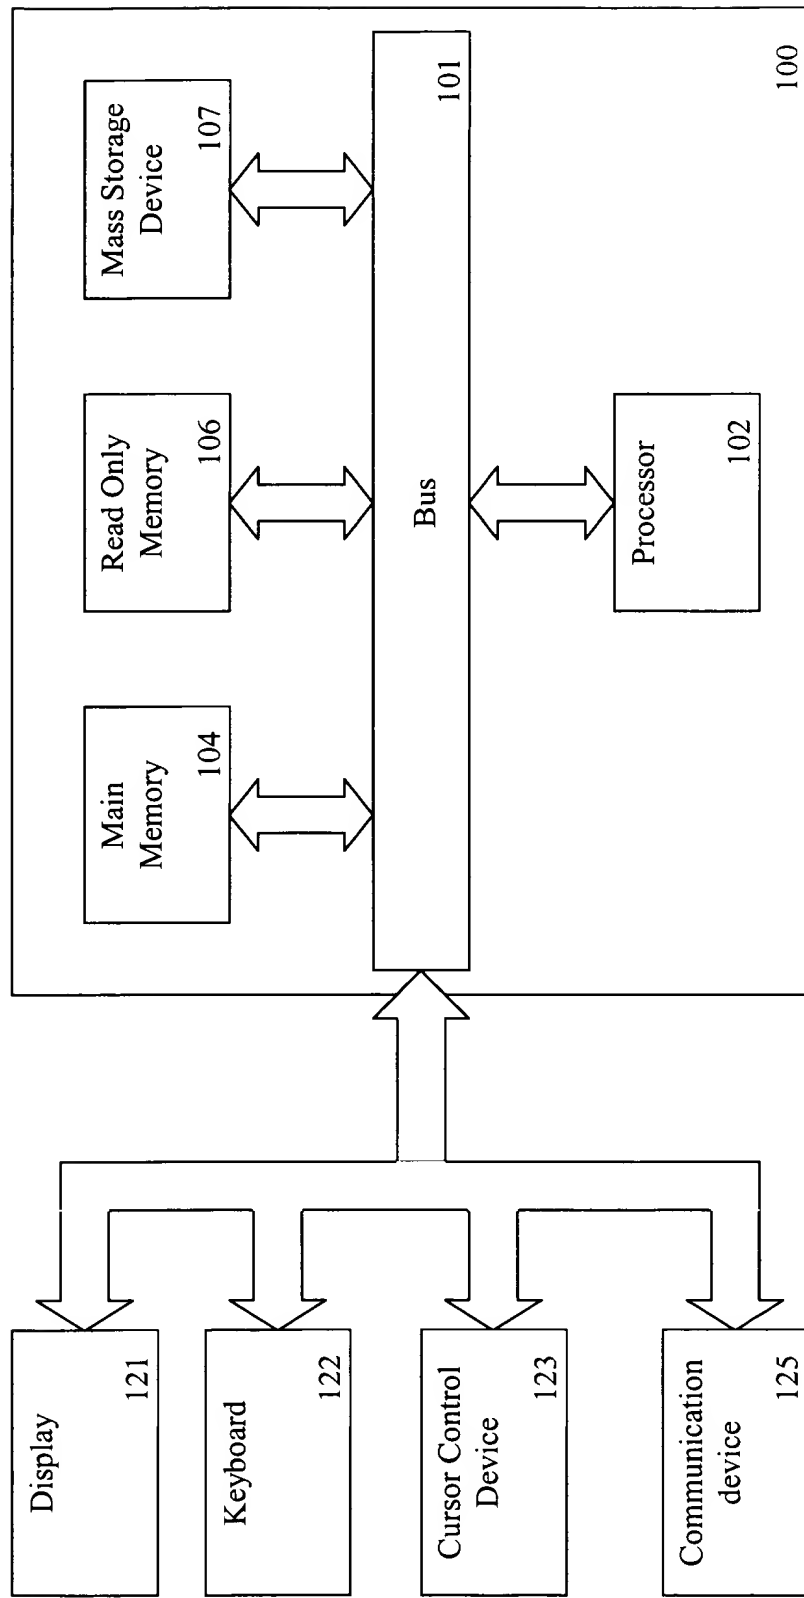 Display
121
Keyboard
122
Cursor Control
Device
123
Communication
device
125
Main
Memory
104
Read Only
Memory
106
Mass Storage
Device
107
Bus
101
Processor
102
100